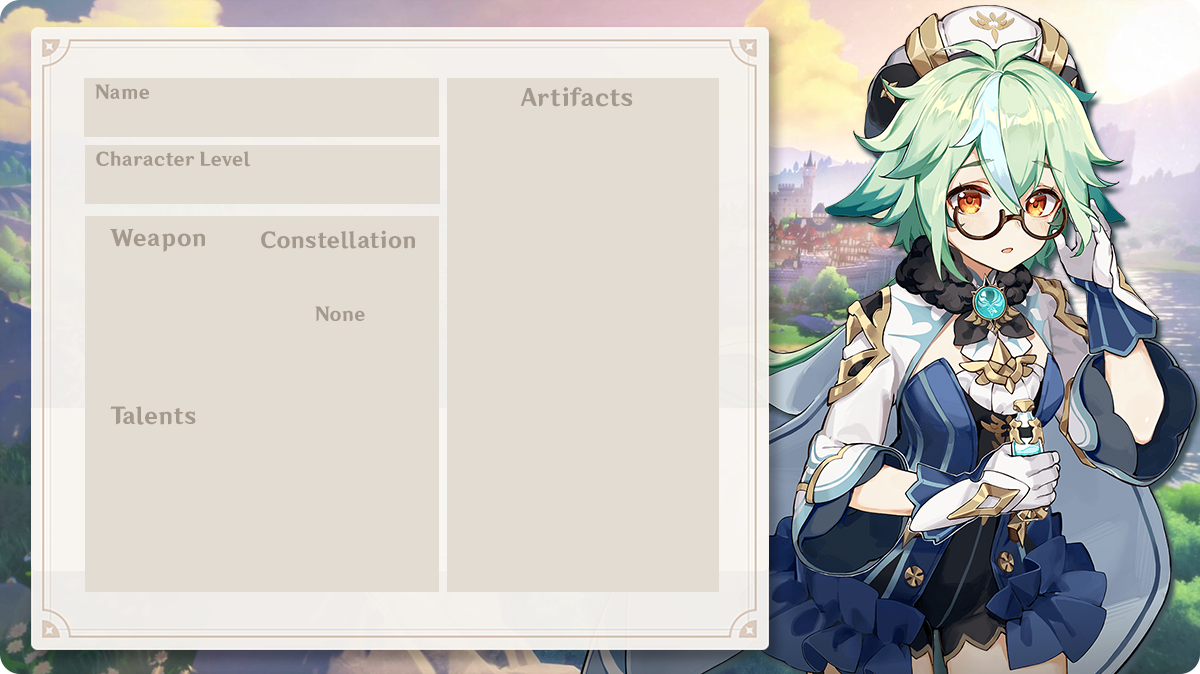 Name
Character Level
Weapon
Constellation
None
Talents
Artifacts